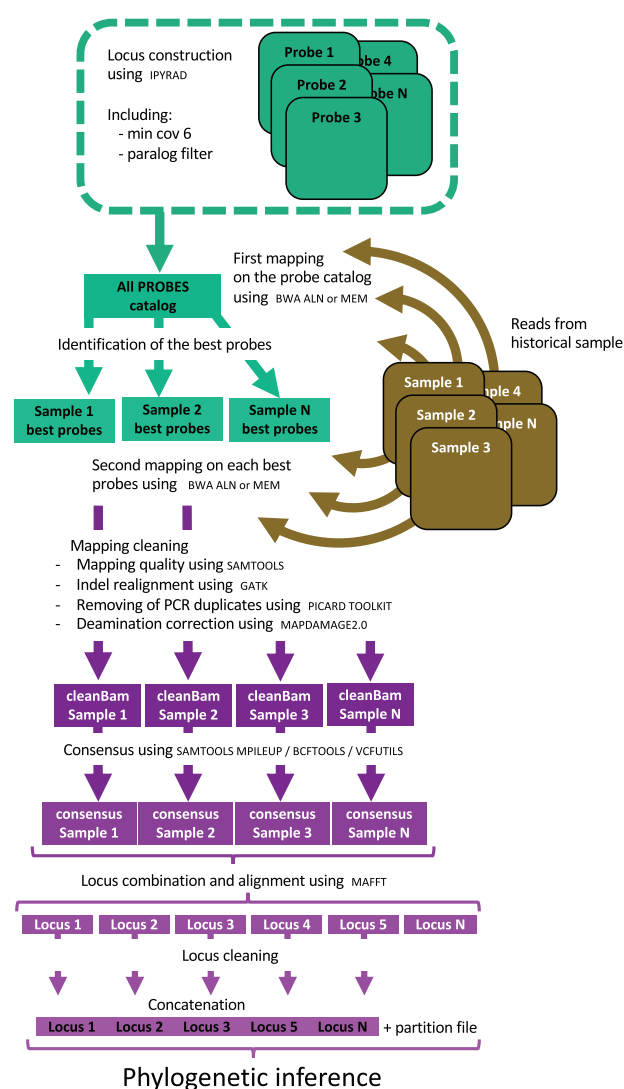 Locus construction
using IPYRAD
Including:
- min cov 6
- paralog filter
Probe 1
Probe 2
Probe 3
obe 4
obe N
All PROBES
catalog
First mapping
on the probe catalog
using BWA ALN or MEM
Reads from
historical sample
Identification of the best probes
Sample 1
best probes
Sample 2
best probes
Sample N
best probes
Sample 1
Sample 2
Sample 3
mple 4
mple N
Second mapping on each best
probes using BWA ALN or MEM
Mapping cleaning
- Mapping quality using SAMTOOLS
- Indel realignment using GATK
- Removing of PCR duplicates using PICARD TOOLKIT
- Deamination correction using MAPDAMAGE2.0
cleanBam
Sample 1
cleanBam
Sample 2
cleanBam
Sample 3
cleanBam
Sample N
Consensus using SAMTOOLS MPILEUP / BCFTOOLS / VCFUTILS
consensus
Sample 1
consensus
Sample 2
consensus
Sample 3
consensus
Sample N
Locus combination and alignment using MAFFT
Locus 1 Locus 2 Locus 3 Locus 4 Locus 5 Locus N
Locus cleaning
Concatenation
Locus 1 Locus 2 Locus 3 Locus 5 Locus N + partition file
Phylogenetic inference